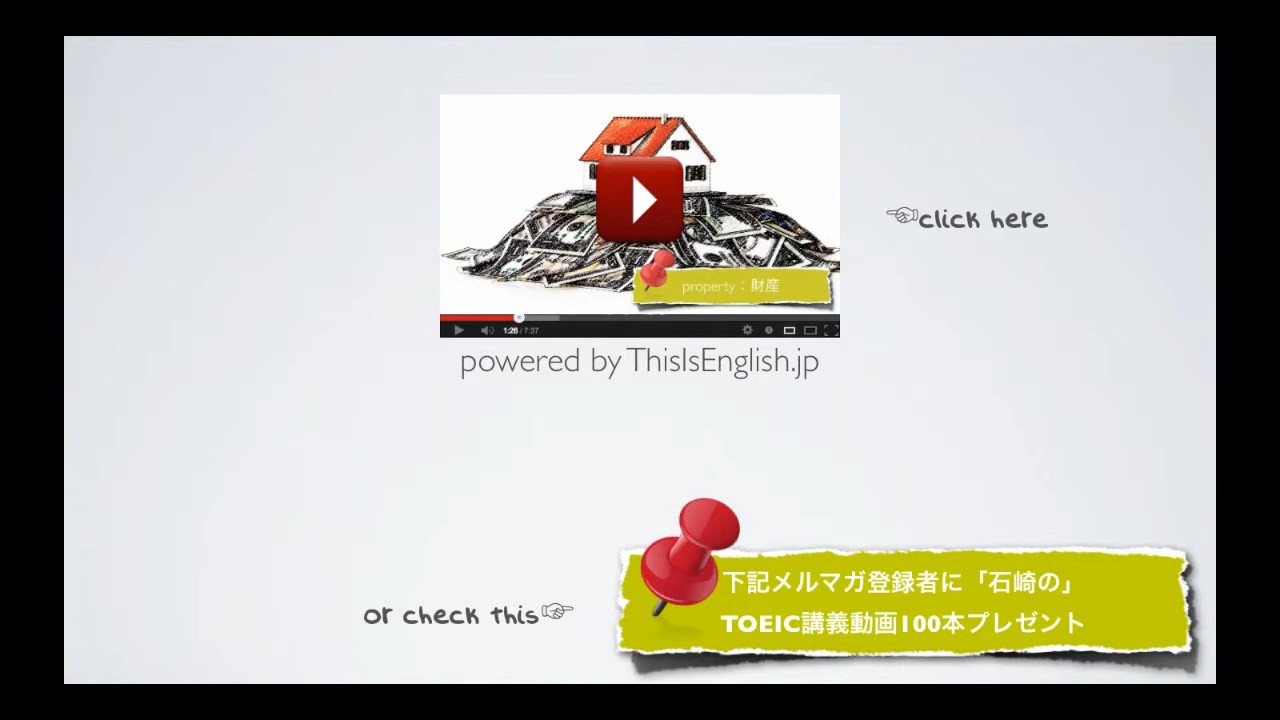 ☜click here
property：財産
1:26 / 7:37
powered by ThisIsEnglish.jp
下記メルマガ登録者に「石崎の」
or check this☞
TOEIC講義動画100本プレゼント